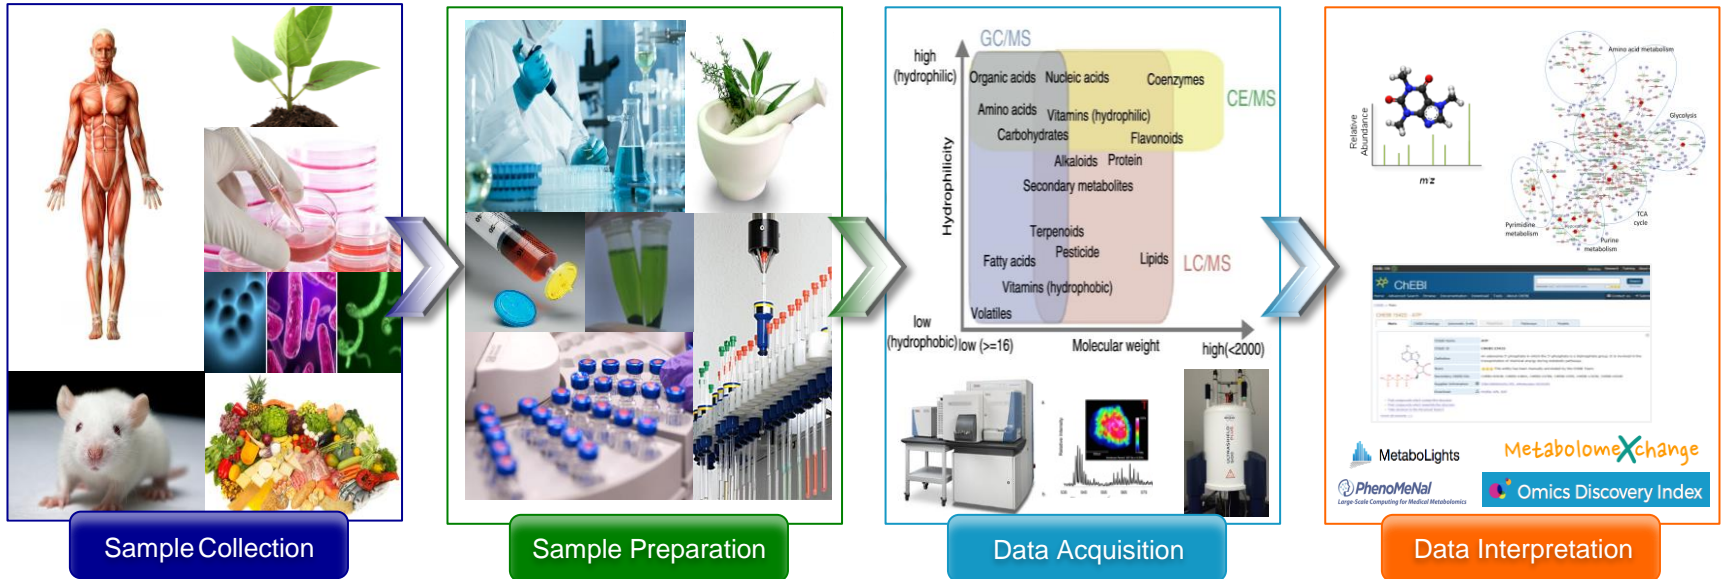 GC/MS
high
(hydrophilic)
Organic acids
Nucleic acids
Coenzymes
CE/MS
Amino acids
Vitamins (hydrophilic)
Carbohydrates
Flavonoids
Alkaloids
Protein
Secondary metabolites
Hydrophilicity
Terpenoids
Pesticide
Fatty acids
Lipids
LC/MS
Vitamins (hydrophobic)
Volatiles
low
(hydrophobic)
low (>=16)
Molecular weight
high(<2000)
Relative Intensity
ULTRASHIELD
Amino acid metabolism
Glycolysis
Relative
Abundance
m z
TCA
cycle
Pyrimidine
metabolism
Purine
metabolism
ChEBI
MetaboLights
MetabolomeXchange
PhenoMeNal
Large-Scale Computing for Medical Metabolomics
Omics Discovery Index
Sample Collection
Sample Preparation
Data Acquisition
Data Interpretation